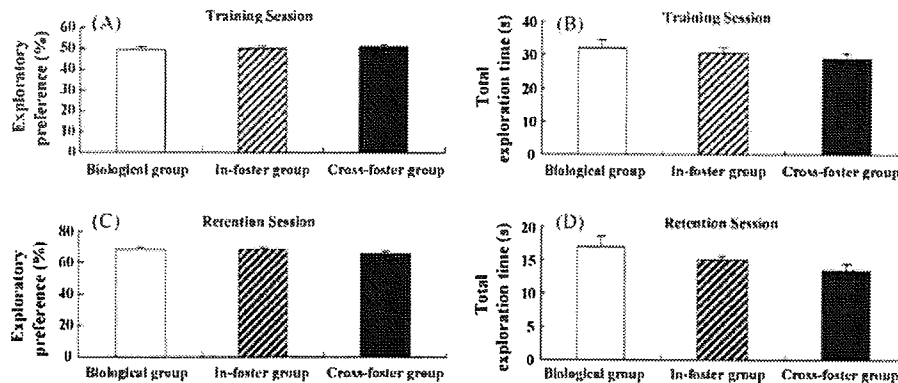 (A) Training Session
Exploratory preference (%)
60
50
40
30
20
10
0
Biological group In-foster group Cross-foster group
(B) Training Session
Total exploration time (s)
40
30
20
10
0
Biological group In-foster group Cross-foster group
(C) Retention Session
Exploratory preference (%)
80
60
40
20
0
Biological group In-foster group Cross-foster group
(D) Retention Session
Total exploration time (s)
20
15
10
5
0
Biological group In-foster group Cross-foster group